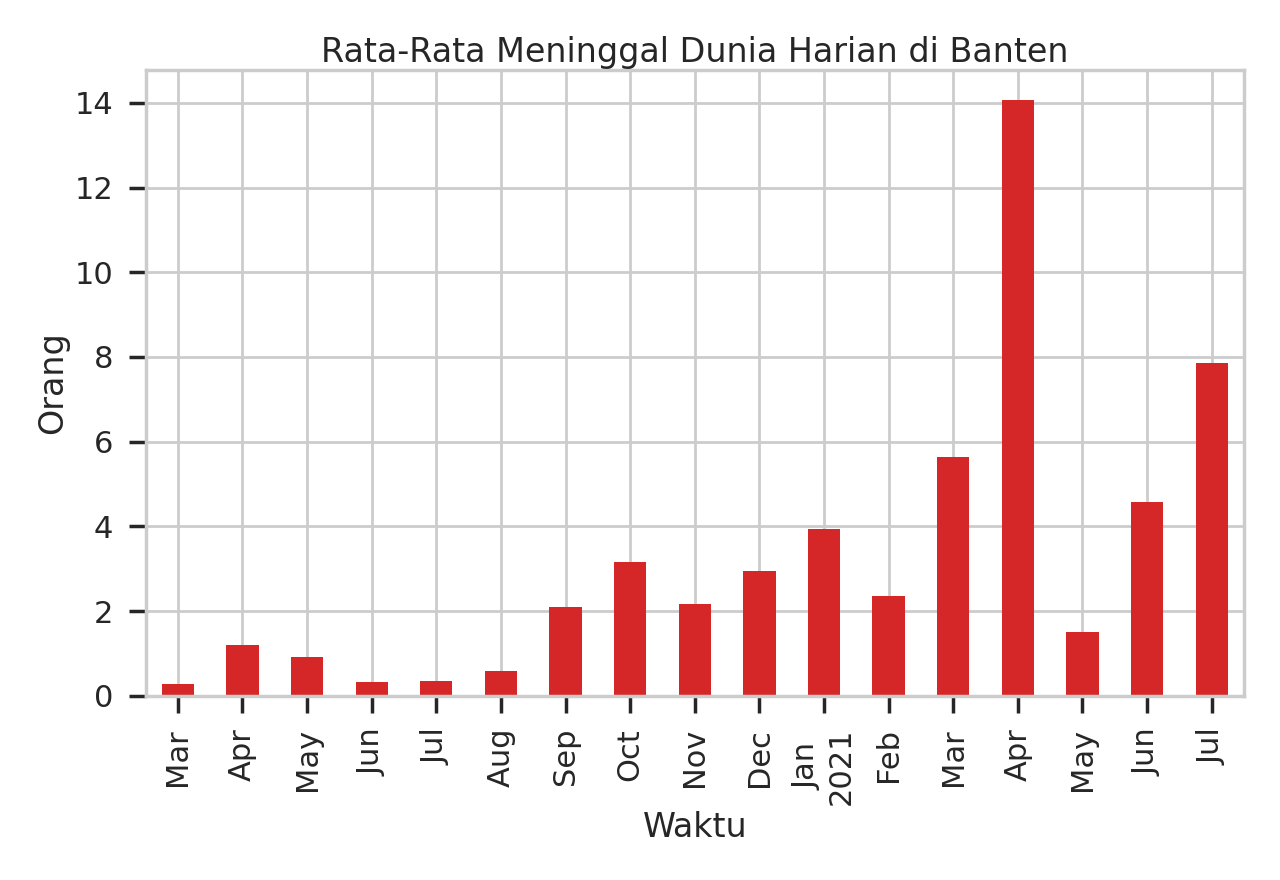 Rata-Rata Meninggal Dunia Harian di Banten
14
12
10
8
6
4
2
0
Orang
Mar
Apr
May
Jun
Jul
Aug
Sep
Oct
Nov
Dec
Jan
2021
Feb
Mar
Apr
May
Jun
Jul
Waktu